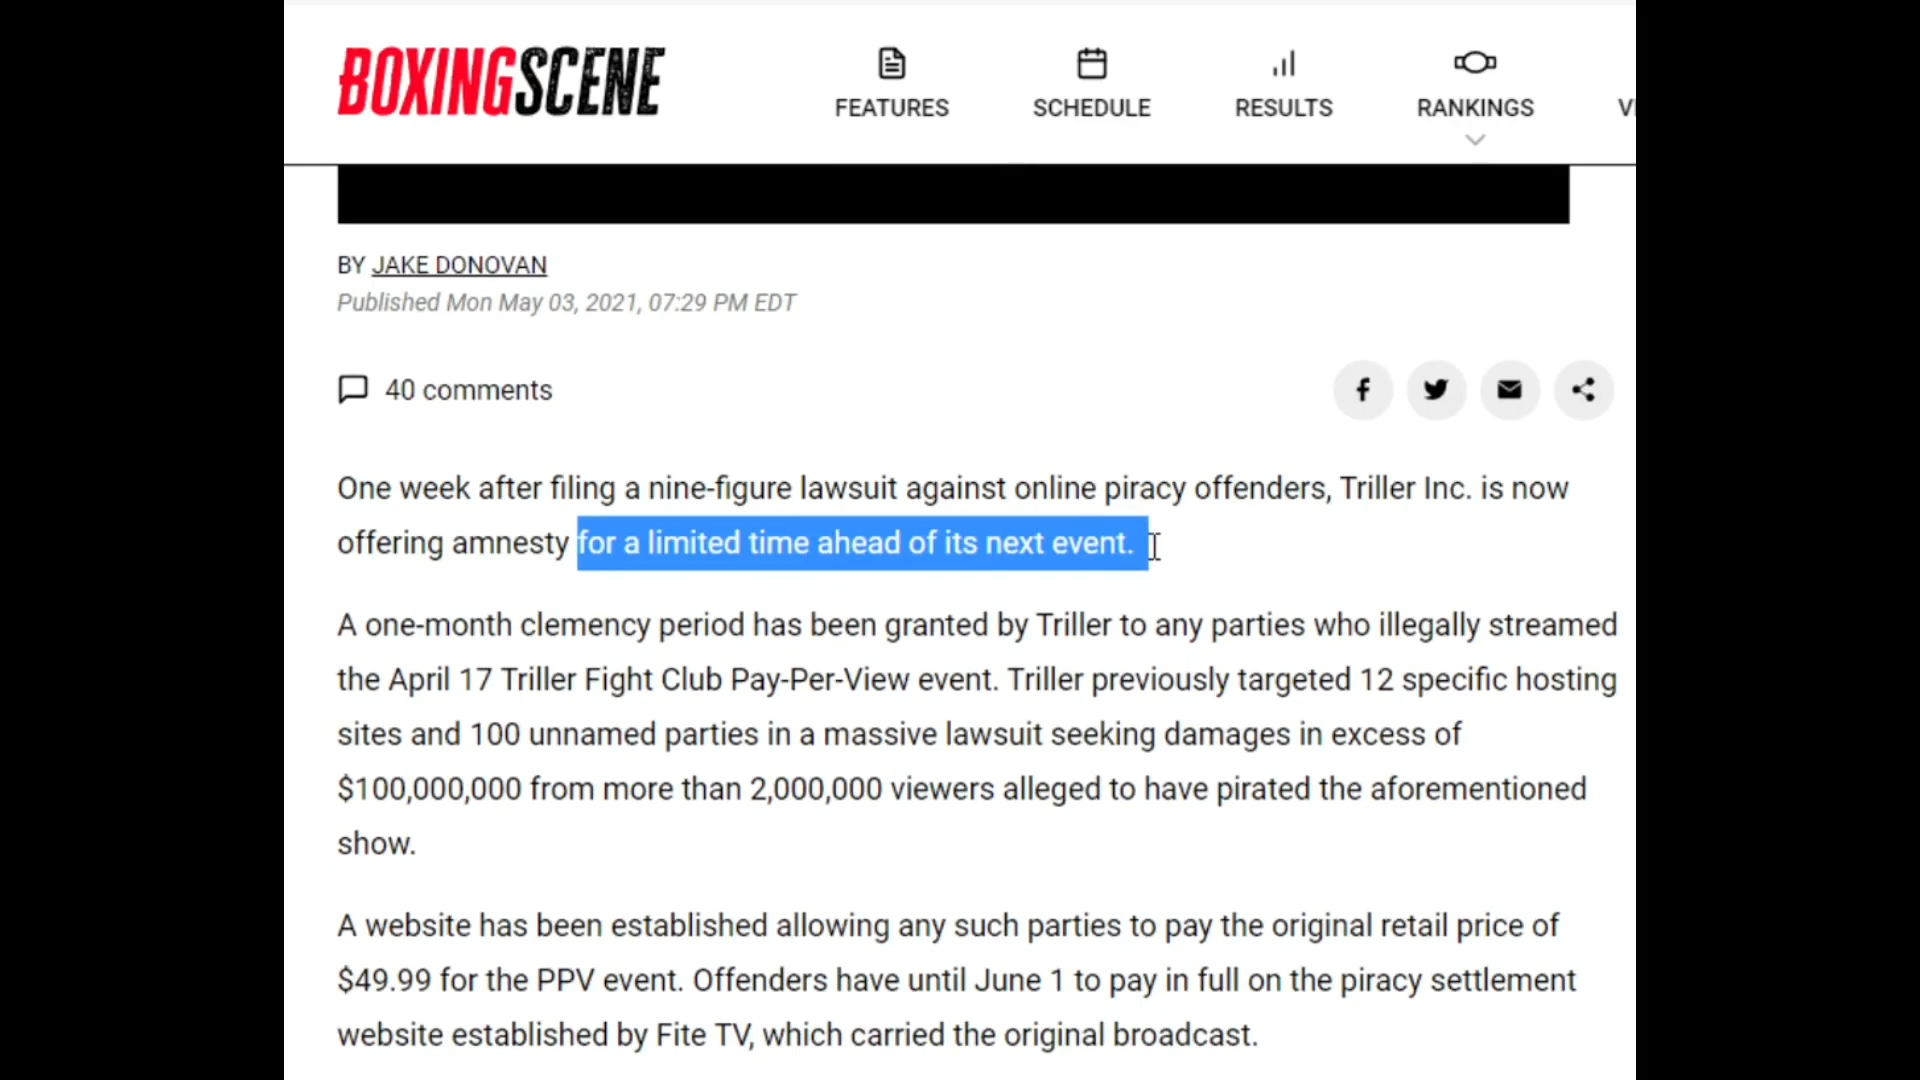 BOXINGSCENE
FEATURES
SCHEDULE
RESULTS
RANKINGS
BY JAKE DONOVAN
Published Mon May 03, 2021, 07:29 PM EDT
40 comments
One week after filing a nine-figure lawsuit against online piracy offenders, Triller Inc. is now
offering amnesty for a limited time ahead of its next event.
A one-month clemency period has been granted by Triller to any parties who illegally streamed
the April 17 Triller Fight Club Pay-Per-View event. Triller previously targeted 12 specific hosting
sites and 100 unnamed parties in a massive lawsuit seeking damages in excess of
$100,000,000 from more than 2,000,000 viewers alleged to have pirated the aforementioned
show.
A website has been established allowing any such parties to pay the original retail price of
$49.99 for the PPV event. Offenders have until June 1 to pay in full on the piracy settlement
website established by Fite TV, which carried the original broadcast.